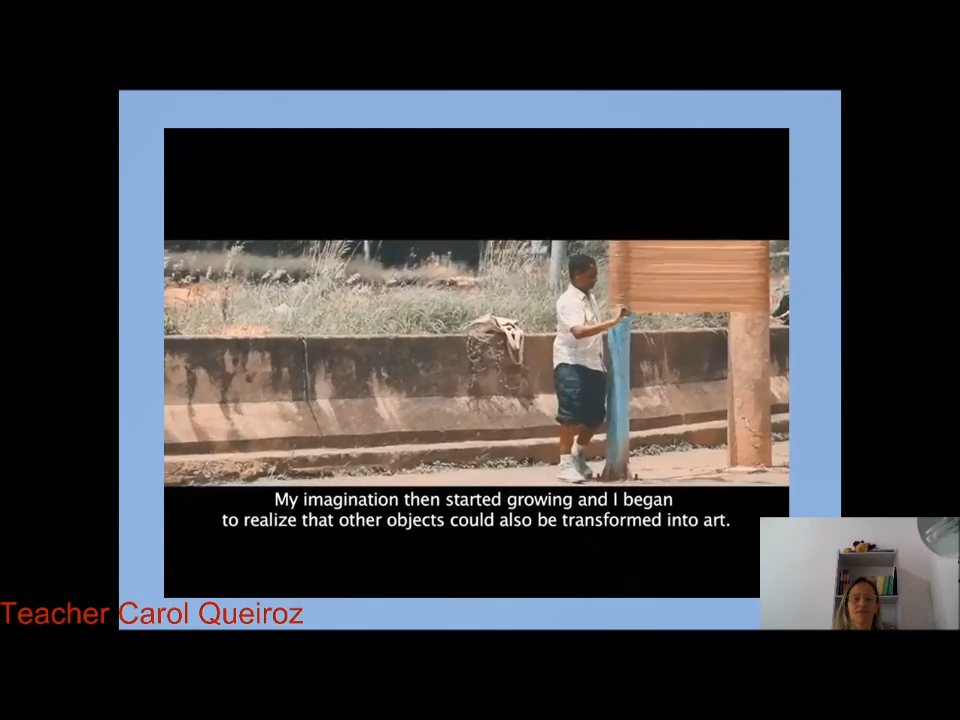 My imagination then started growing and I began
to realize that other objects could also be transformed into art.
Teacher Carol Queiroz